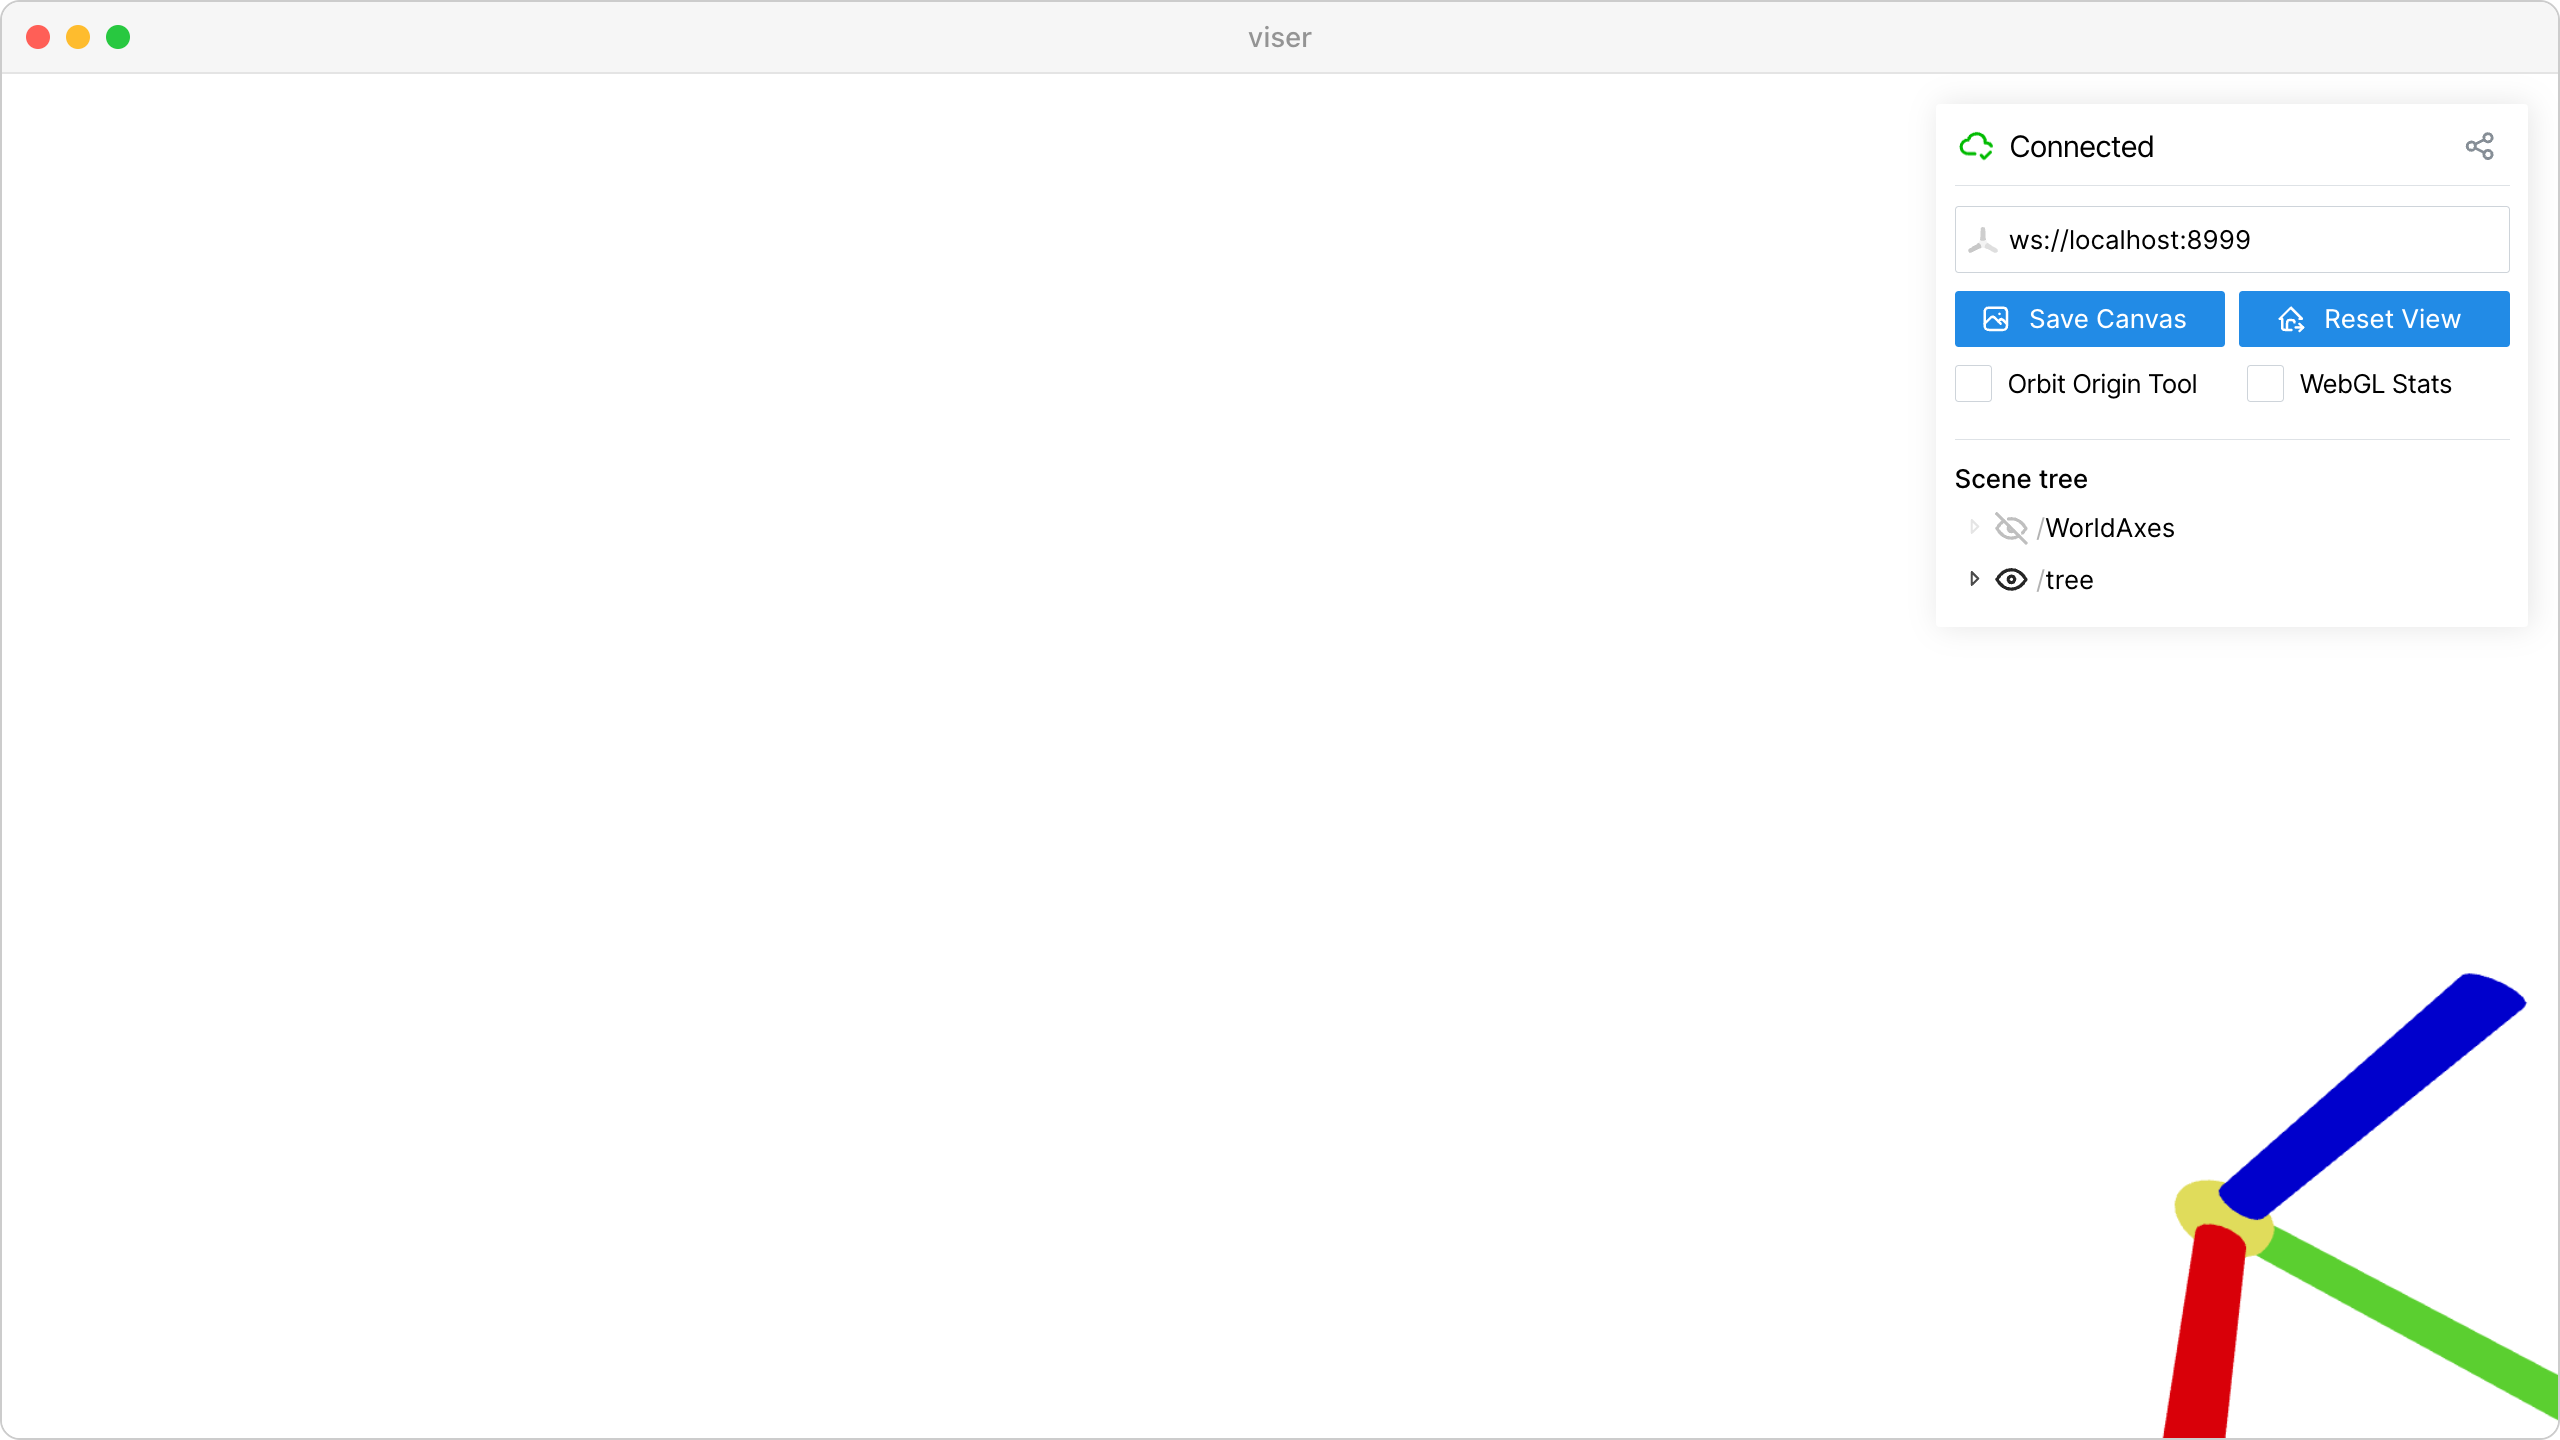 viser
Connected
ws://localhost:8999
Save Canvas
Reset View
Orbit Origin Tool
WebGL Stats
Scene tree
/WorldAxes
/tree